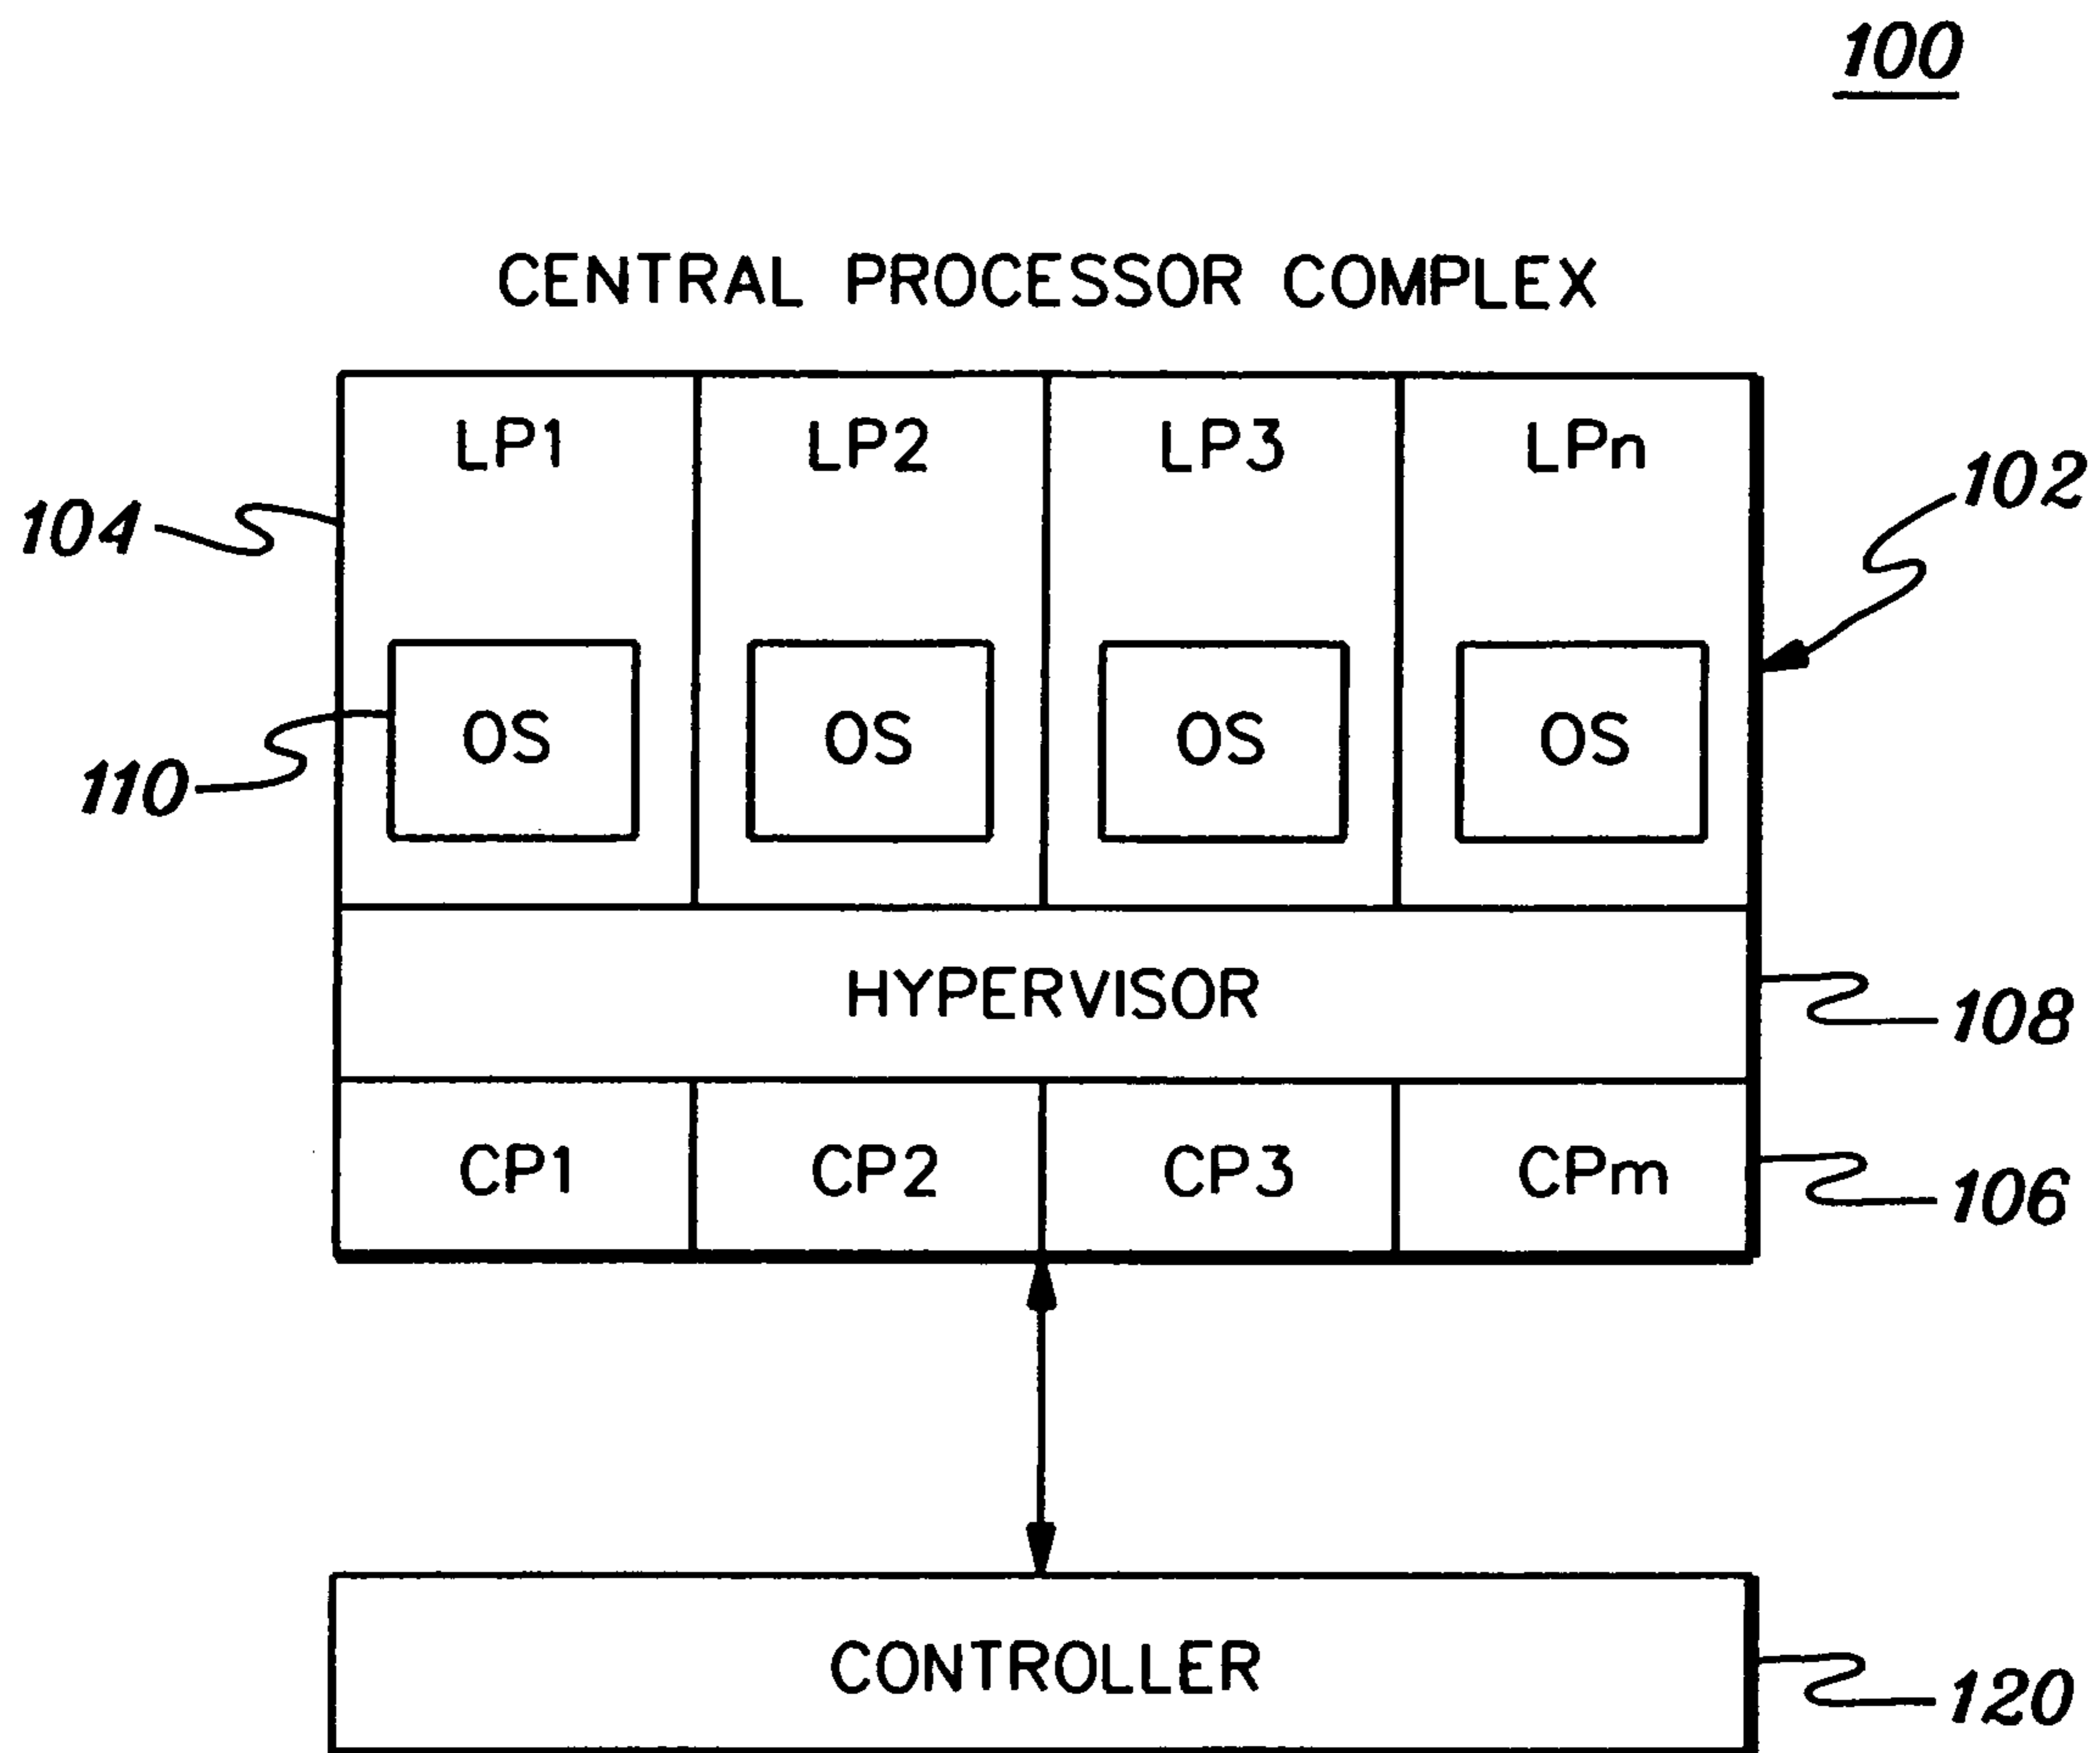 100
CENTRAL PROCESSOR COMPLEX
LP1 LP2 LP3 LPn
102
104
OS OS OS OS
110
HYPERVISOR
108
CP1 CP2 CP3 CPm
106
CONTROLLER
120